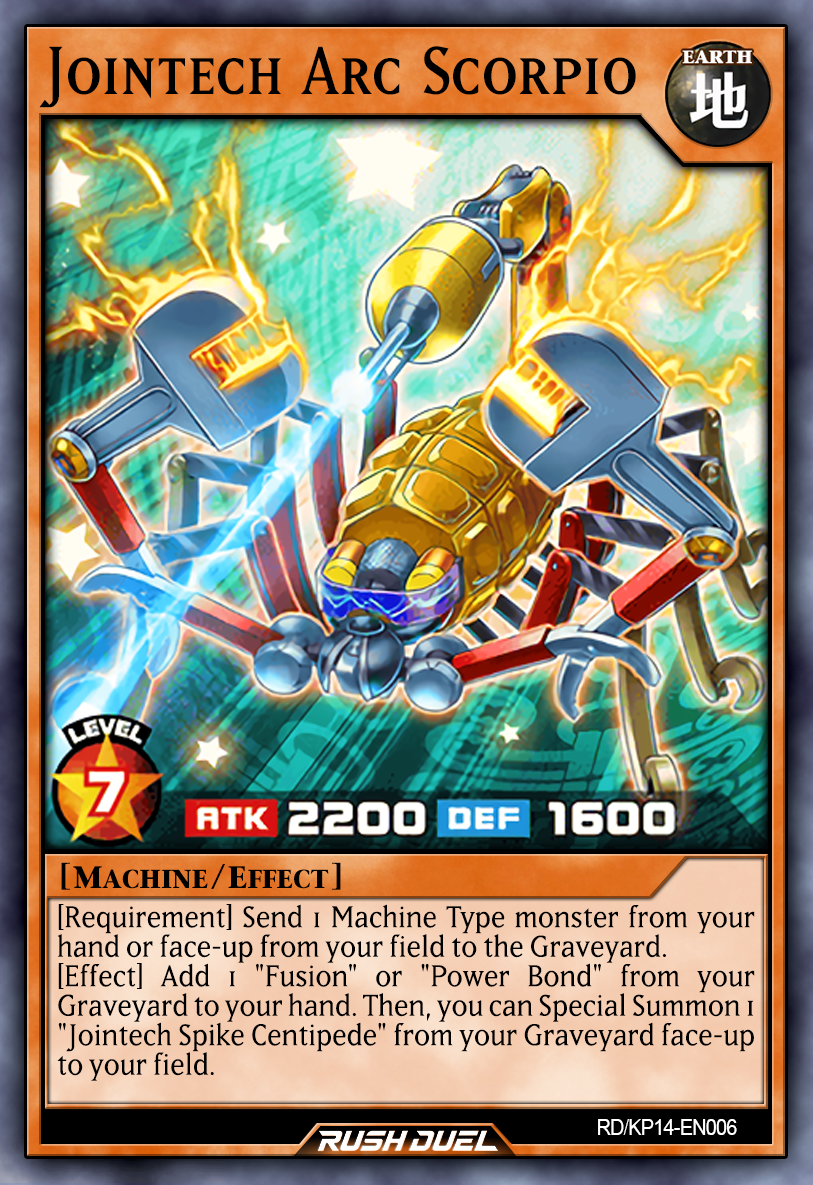 Jointech Arc Scorpio
EARTH
地
LEVEL
7
ATK 2200 DEF 1600
[Machine/Effect]
[Requirement] Send 1 Machine Type monster from your
hand or face-up from your field to the Graveyard.
[Effect] Add 1 "Fusion" or "Power Bond" from your
Graveyard to your hand. Then, you can Special Summon 1
"Jointech Spike Centipede" from your Graveyard face-up
to your field.
RD/KP14-EN006
RUSH DUEL